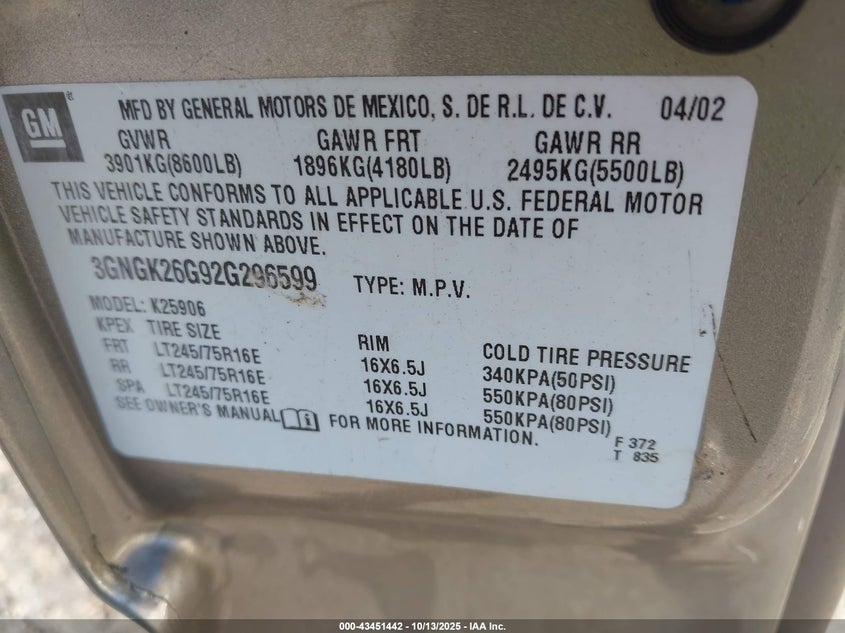 GM®
MFD BY GENERAL MOTORS DE MEXICO, S. DE R.L. DE C.V. 04/02
GVWR GAWR FRT GAWR RR
3901KG(8600LB) 1896KG(4180LB) 2495KG(5500LB)
THIS VEHICLE CONFORMS TO ALL APPLICABLE U.S. FEDERAL MOTOR
VEHICLE SAFETY STANDARDS IN EFFECT ON THE DATE OF
MANUFACTURE SHOWN ABOVE.
3GNGK26G92G296599 TYPE: M.P.V.
MODEL: K25906
KPEX TIRE SIZE RIM COLD TIRE PRESSURE
FRT LT245/75R16E 16X6.5J 340KPA(50PSI)
RR LT245/75R16E 16X6.5J 550KPA(80PSI)
SPA LT245/75R16E 16X6.5J 550KPA(80PSI)
SEE OWNER'S MANUAL i FOR MORE INFORMATION.
F 372
T 835
000-43451442 | 10/13/2025 - IAA Inc.